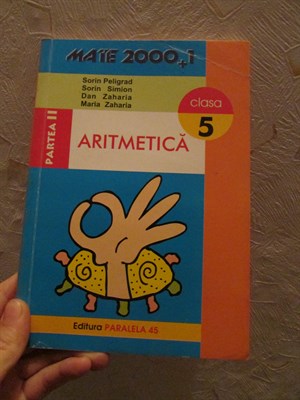 MATE 2000+1
Sorin Peligrad
Sorin Simion
Dan Zaharia
Maria Zaharia
clasa
5
PARTEA II
ARITMETICĂ
Editura PARALELA 45